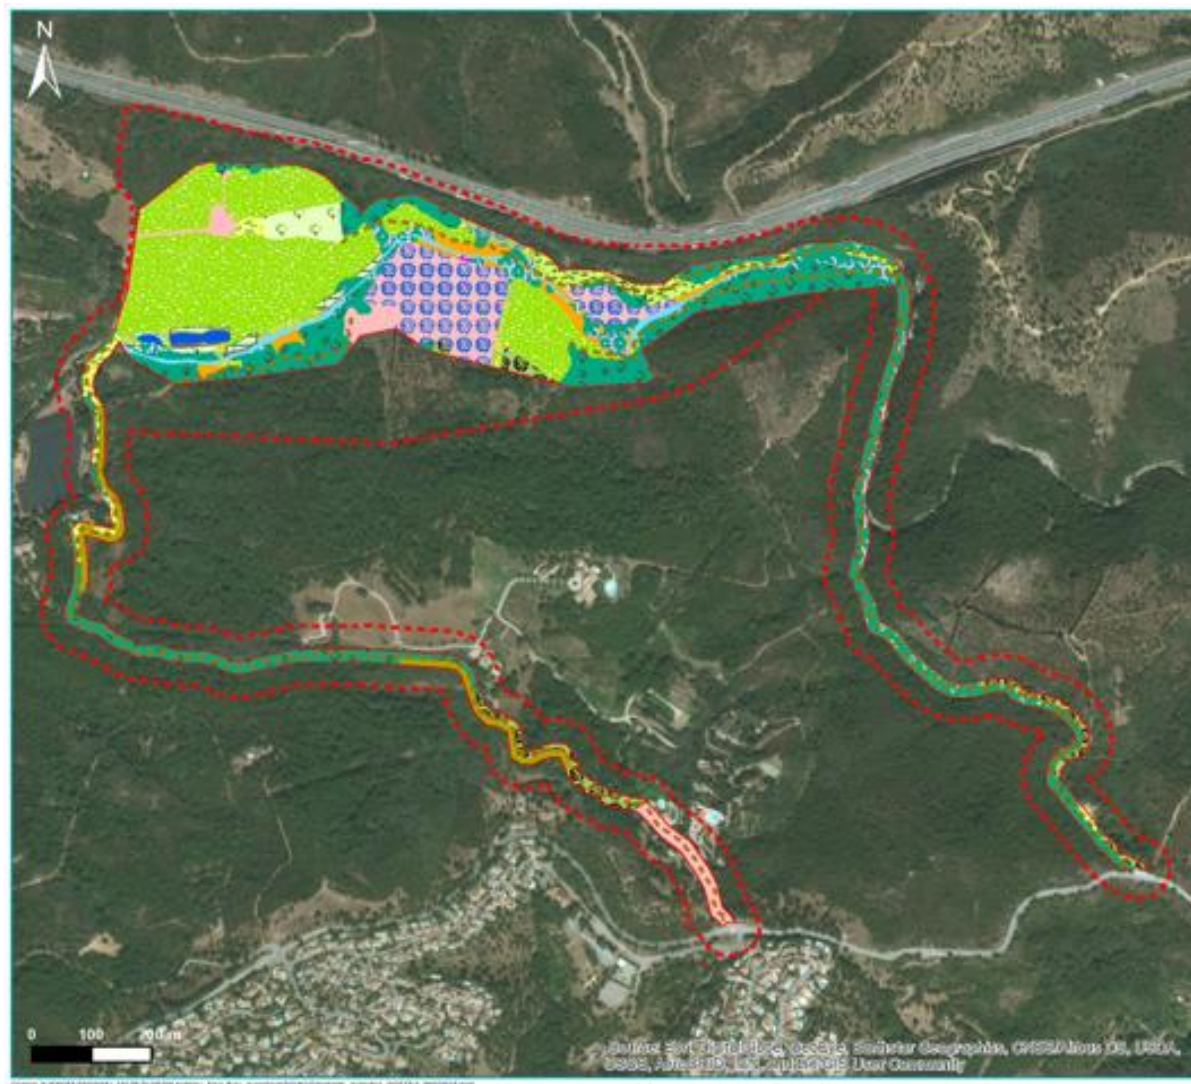 N
0 100 200 m
Source: Esri, DigitalGlobe, GeoEye, Earthstar Geographics, CNES/Airbus DS, USDA,
USGS, AeroGRID, IGN, and the GIS User Community